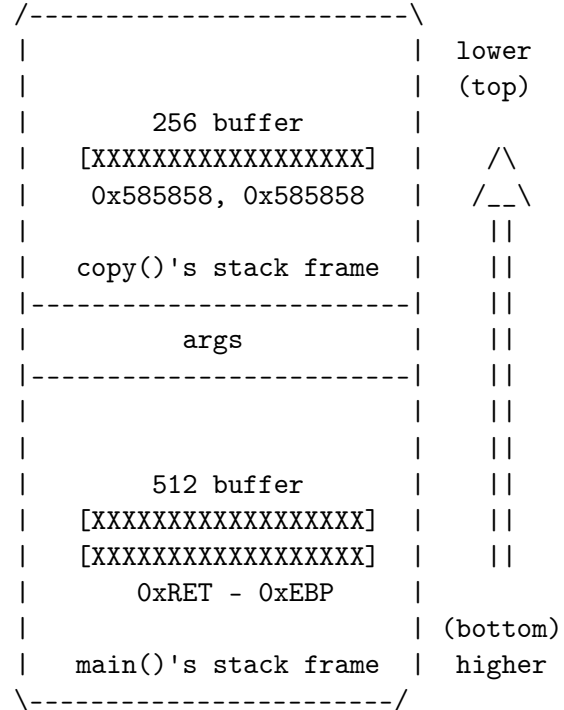 /-------------------------\
|                         |  lower
|                         |  (top)
|       256 buffer        |
|   [XXXXXXXXXXXXXXXXXX]  |    /\
|    0x585858, 0x585858   |   /__\
|                         |    ||
|   copy()'s stack frame  |    ||
|-------------------------|    ||
|          args           |    ||
|-------------------------|    ||
|                         |    ||
|                         |    ||
|       512 buffer        |    ||
|   [XXXXXXXXXXXXXXXXXX]  |    ||
|   [XXXXXXXXXXXXXXXXXX]  |    ||
|       0xRET - 0xEBP     |
|                         | (bottom)
|   main()'s stack frame  |  higher
\------------------------/